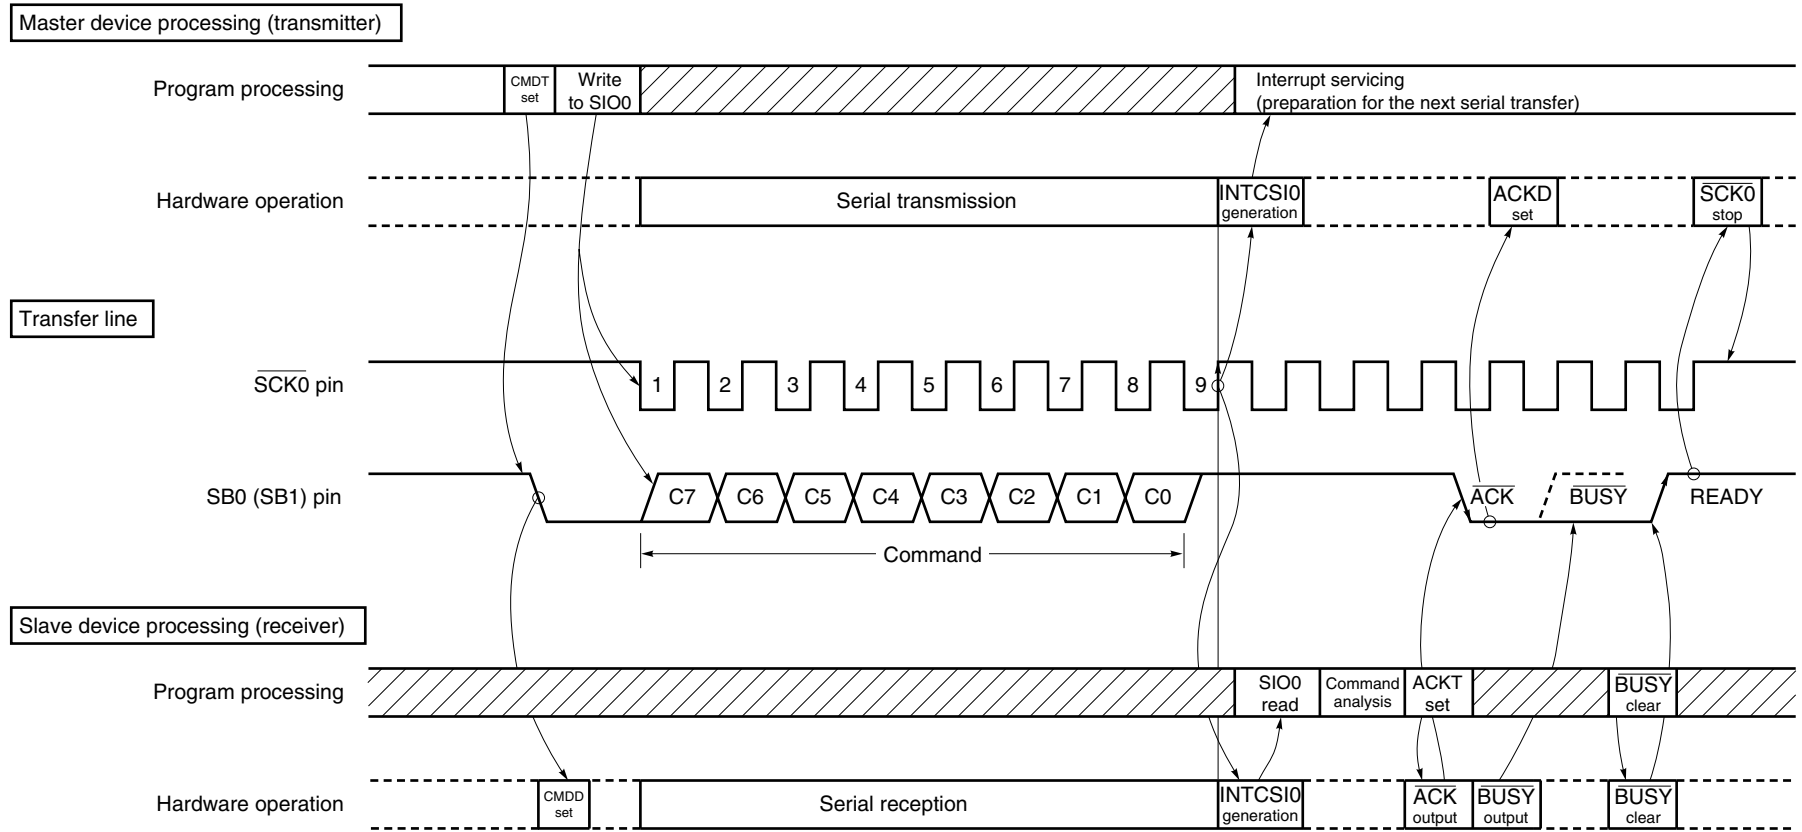 Master device processing (transmitter)
Program processing
CMDT
set
Write
to SIO0
Interrupt servicing
(preparation for the next serial transfer)
Hardware operation
Serial transmission
INTCSI0
generation
ACKD
set
SCK0
stop
Transfer line
SCK0 pin
1 2 3 4 5 6 7 8 9
SB0 (SB1) pin
C7 C6 C5 C4 C3 C2 C1 C0
ACK
BUSY
READY
Command
Slave device processing (receiver)
Program processing
SIO0
read
Command
analysis
ACKT
set
BUSY
clear
Hardware operation
CMDD
set
Serial reception
INTCSI0
generation
ACK
output
BUSY
output
BUSY
clear